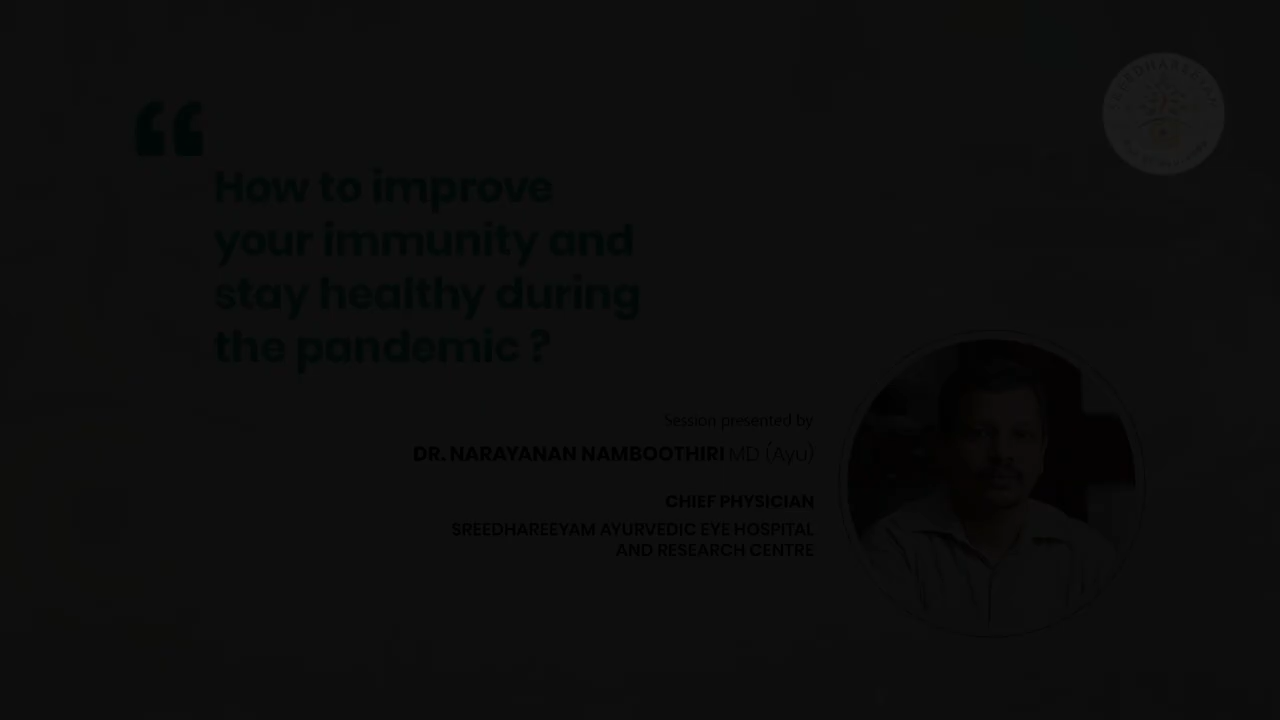 “
How to improve
your immunity and
stay healthy during
the pandemic ?
Session presented by
DR. NARAYANAN NAMBOOTHIRI MD (Ayu)
CHIEF PHYSICIAN
SREEDHAREEYAM AYURVEDIC EYE HOSPITAL
AND RESEARCH CENTRE
SREEDHAREEYAM